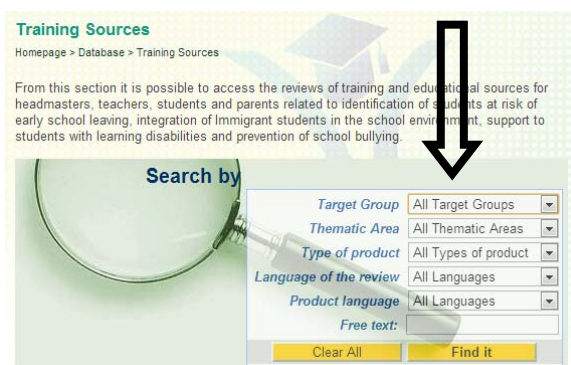 Training Sources
Homepage > Database > Training Sources
From this section it is possible to access the reviews of training and educational sources for
headmasters, teachers, students and parents related to identification of students at risk of
early school leaving, integration of Immigrant students in the school environment, support to
students with learning disabilities and prevention of school bullying.
Search by
Target Group All Target Groups
Thematic Area All Thematic Areas
Type of product All Types of product
Language of the review All Languages
Product language All Languages
Free text:
Clear All Find it